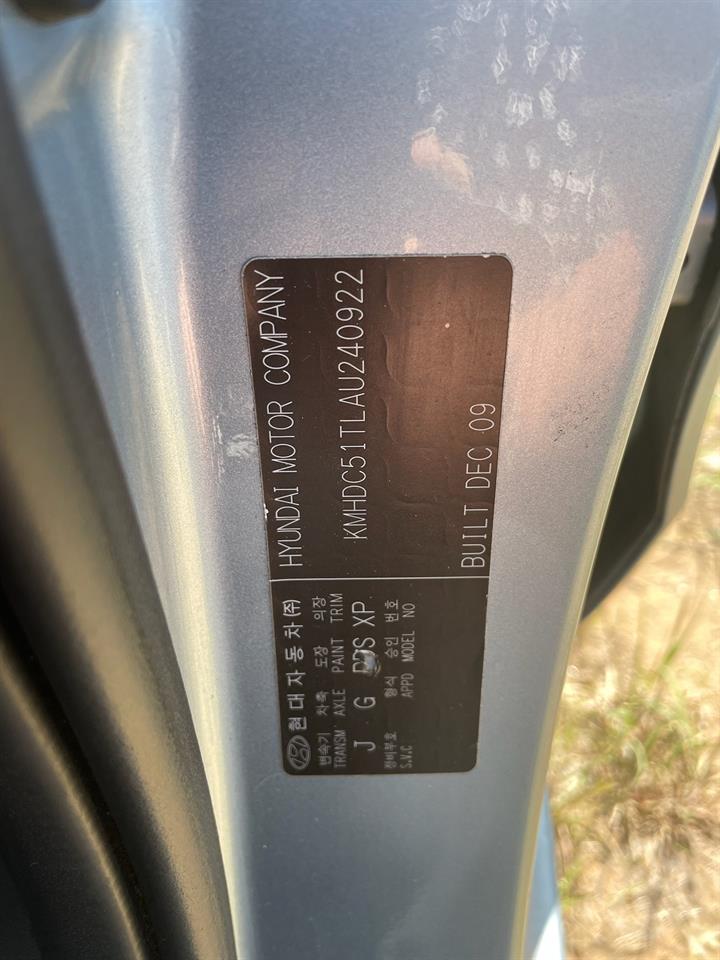 현대자동차(주)
HYUNDAI MOTOR COMPANY
변속기 차축 도장 의장
TRANSM AXLE PAINT TRIM
KMHDC51TLAU240922
J G XP
장비부호 형식 승인 번호
S.V.C APPD MODEL NO
BUILT DEC 09